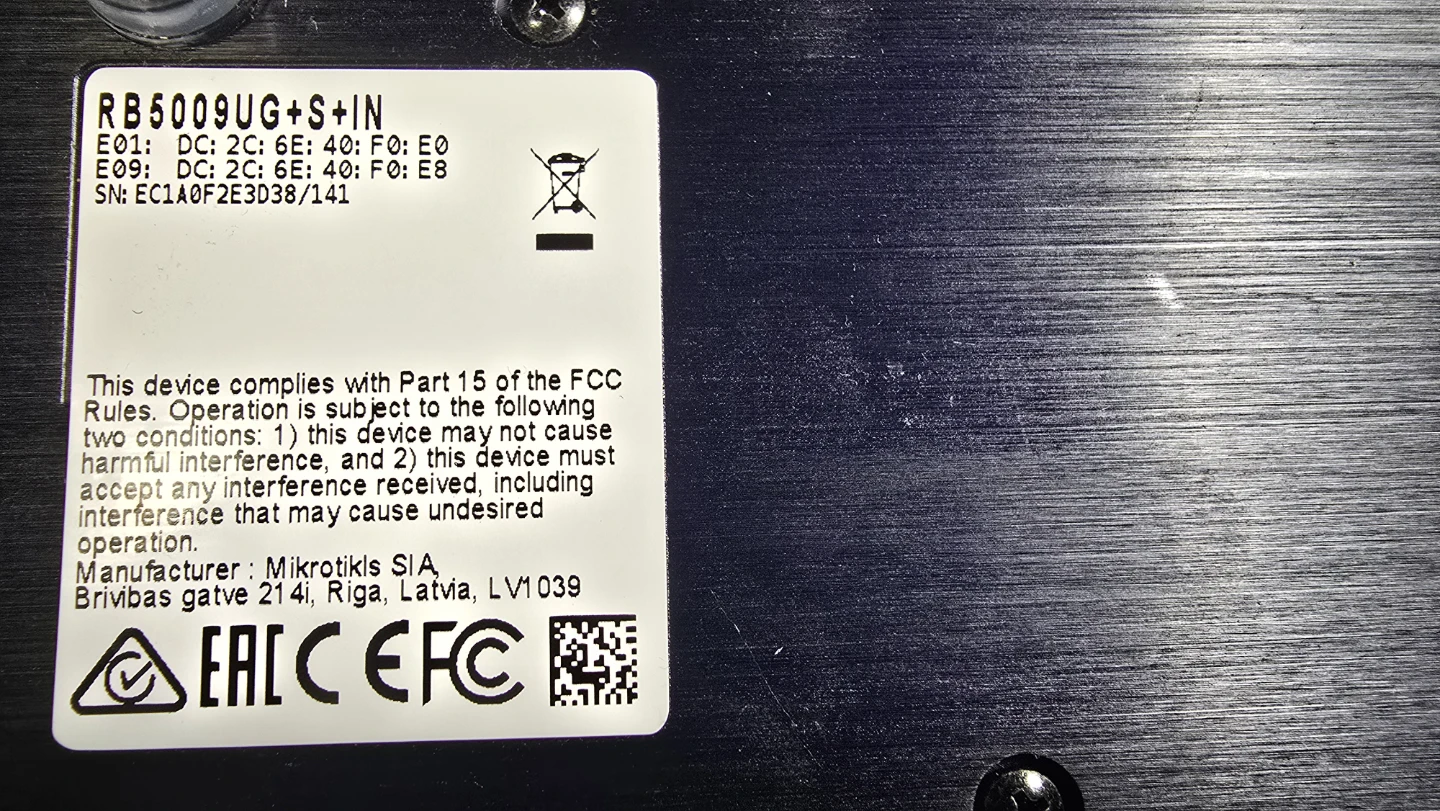 RB5009UG+S+IN
E01: DC: 2C: 6E: 40: F0: E0
E09: DC: 2C: 6E: 40: F0: E8
SN: EC1A0F2E3D38/141
This device complies with Part 15 of the FCC
Rules. Operation is subject to the following
two conditions: 1) this device may not cause
harmful interference, and 2) this device must
accept any interference received, including
interference that may cause undesired
operation.
Manufacturer : Mikrotikls SIA,
Brivibas gatve 214i, Riga, Latvia, LV1039
EAC CE FC